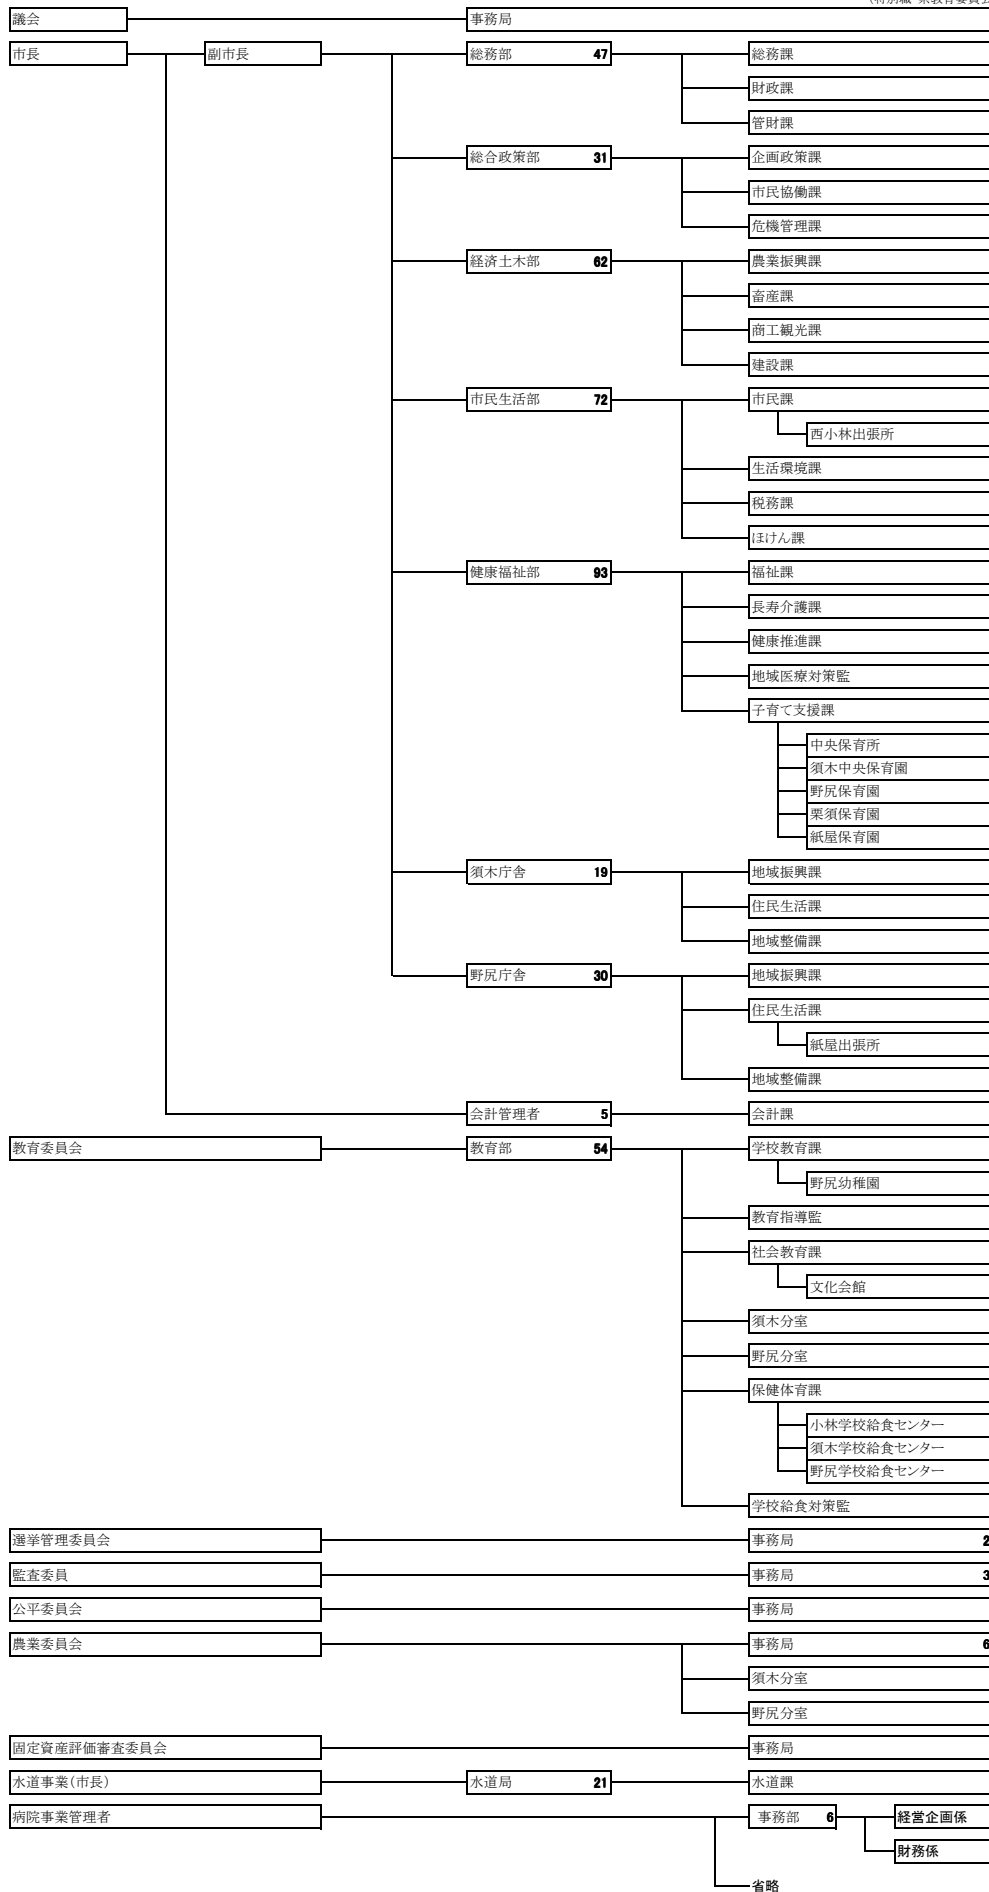 議会 事務局
市長 副市長 総務部 47 総務課
財政課
管財課
総合政策部 31 企画政策課
市民協働課
危機管理課
経済土木部 62 農業振興課
畜産課
商工観光課
建設課
市民生活部 72 市民課
西小林出張所
生活環境課
税務課
ほけん課
健康福祉部 93 福祉課
長寿介護課
健康推進課
地域医療対策監
子育て支援課
中央保育所
須木中央保育園
野尻保育園
栗須保育園
紙屋保育園
須木庁舎 19 地域振興課
住民生活課
地域整備課
野尻庁舎 30 地域振興課
住民生活課
紙屋出張所
地域整備課
会計管理者 5 会計課
教育委員会 教育部 54 学校教育課
野尻幼稚園
教育指導監
社会教育課
文化会館
須木分室
野尻分室
保健体育課
小林学校給食センター
須木学校給食センター
野尻学校給食センター
学校給食対策監
選挙管理委員会 事務局 2
監査委員 事務局 3
公平委員会 事務局
農業委員会 事務局 6
須木分室
野尻分室
固定資産評価審査委員会 事務局
水道事業(市長) 水道局 21 水道課
病院事業管理者 事務部 6 経営企画係
財務係
省略